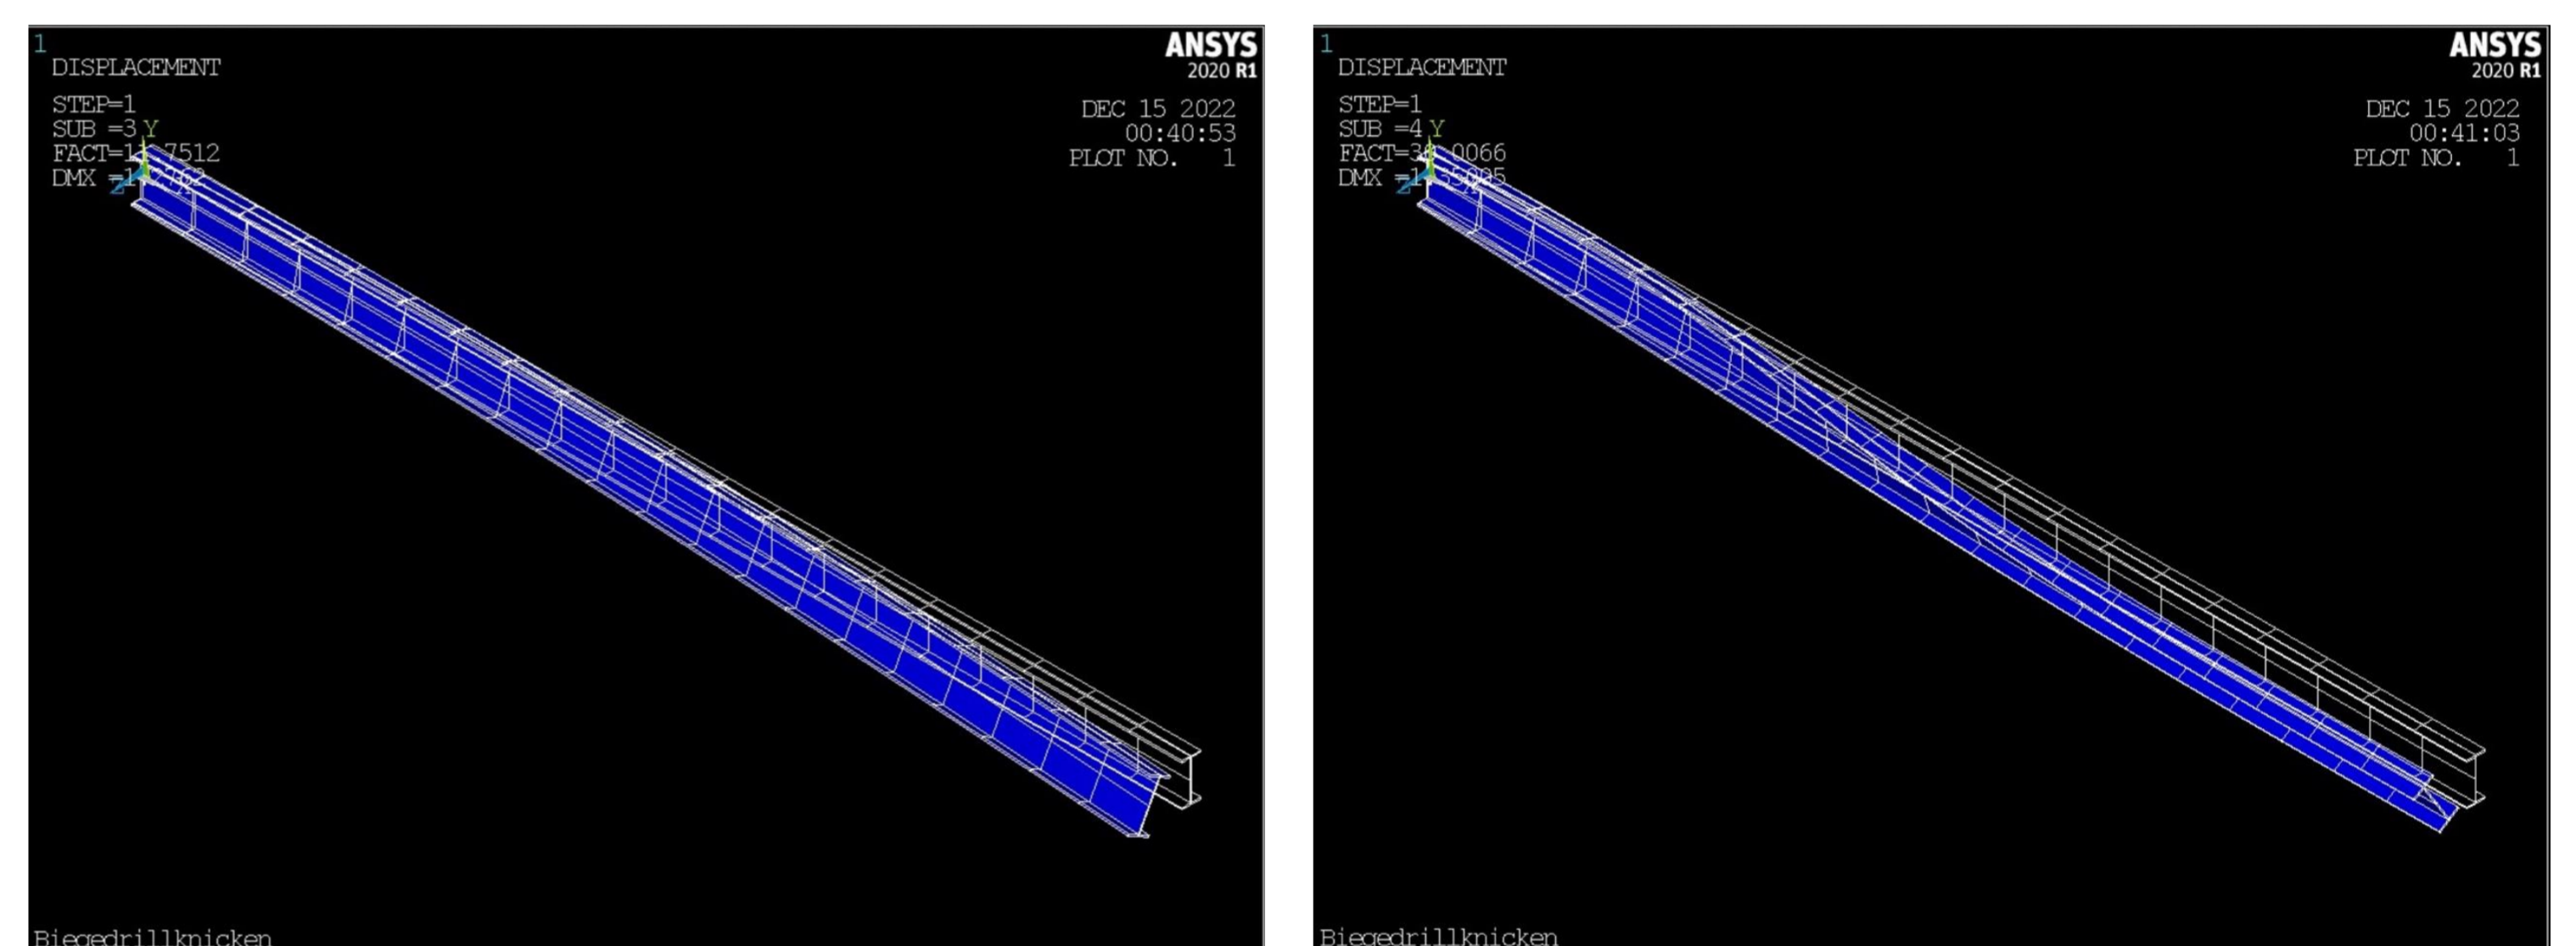 1
DISPLACEMENT
STEP=1
SUB =3
Y
ANSYS
2020 R1
DEC 15 2022
00:40:53
PLOT NO. 1
Biegedrillknicken
1
DISPLACEMENT
STEP=1
SUB =4
Y
ANSYS
2020 R1
DEC 15 2022
00:41:03
PLOT NO. 1
Biegedrillknicken